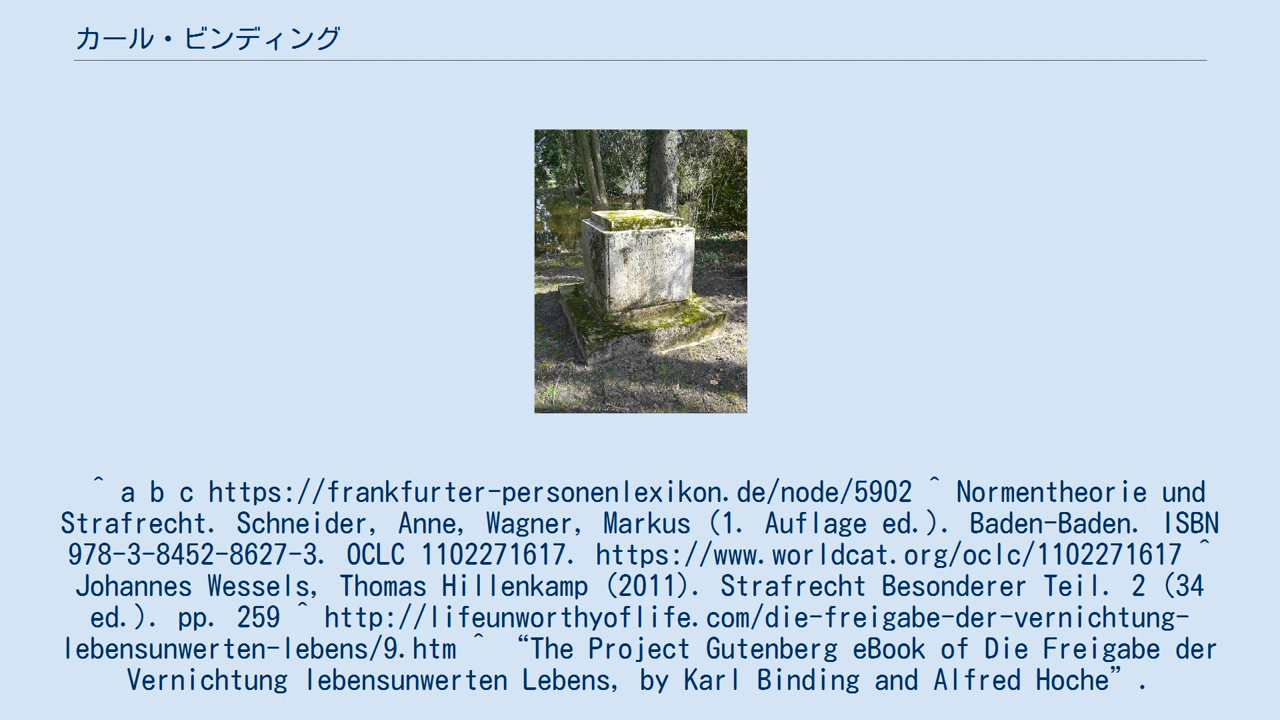 カール・ビンディング
^ a b c https://frankfurter-personenlexikon.de/node/5902 ^ Normentheorie und
Strafrecht. Schneider, Anne, Wagner, Markus (1. Auflage ed.). Baden-Baden. ISBN
978-3-8452-8627-3. OCLC 1102271617. https://www.worldcat.org/oclc/1102271617 ^
Johannes Wessels, Thomas Hillenkamp (2011). Strafrecht Besonderer Teil. 2 (34
ed.). pp. 259 ^ http://lifeunworthyoflife.com/die-freigabe-der-vernichtung-
lebensunwerten-lebens/9.htm ^ “The Project Gutenberg eBook of Die Freigabe der
Vernichtung lebensunwerten Lebens, by Karl Binding and Alfred Hoche”.